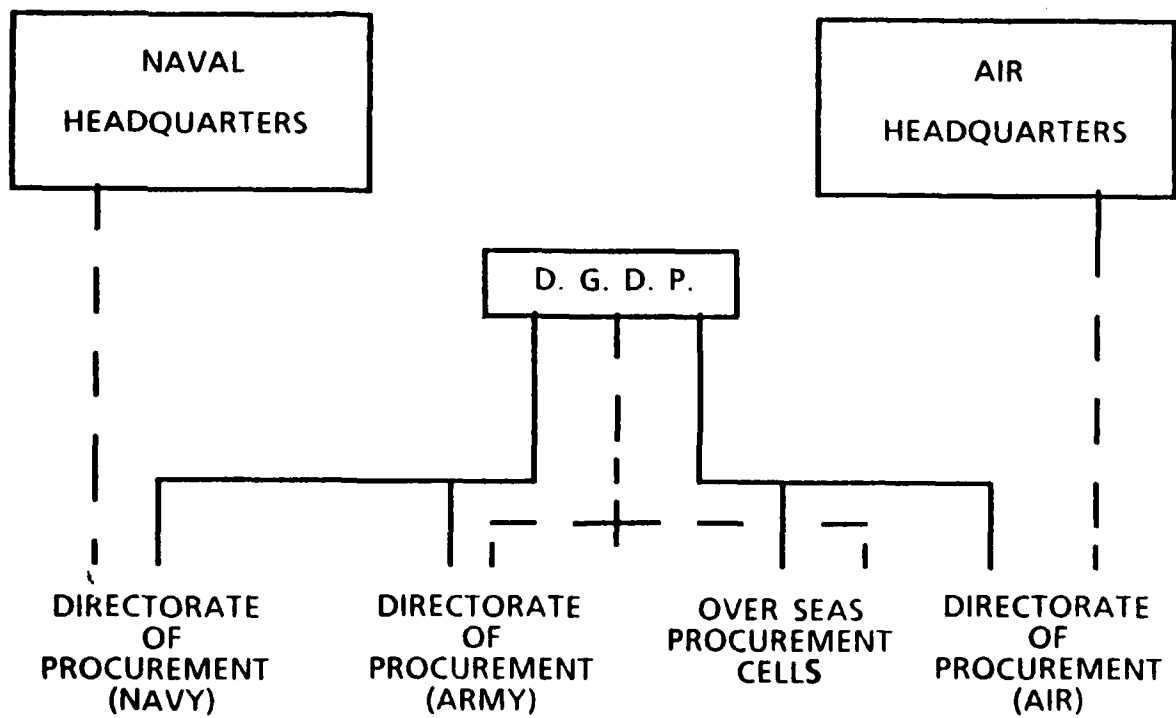 NAVAL
HEADQUARTERS
AIR
HEADQUARTERS
D. G. D. P.
DIRECTORATE
OF
PROCUREMENT
(NAVY)
DIRECTORATE
OF
PROCUREMENT
(ARMY)
OVER SEAS
PROCUREMENT
CELLS
DIRECTORATE
OF
PROCUREMENT
(AIR)